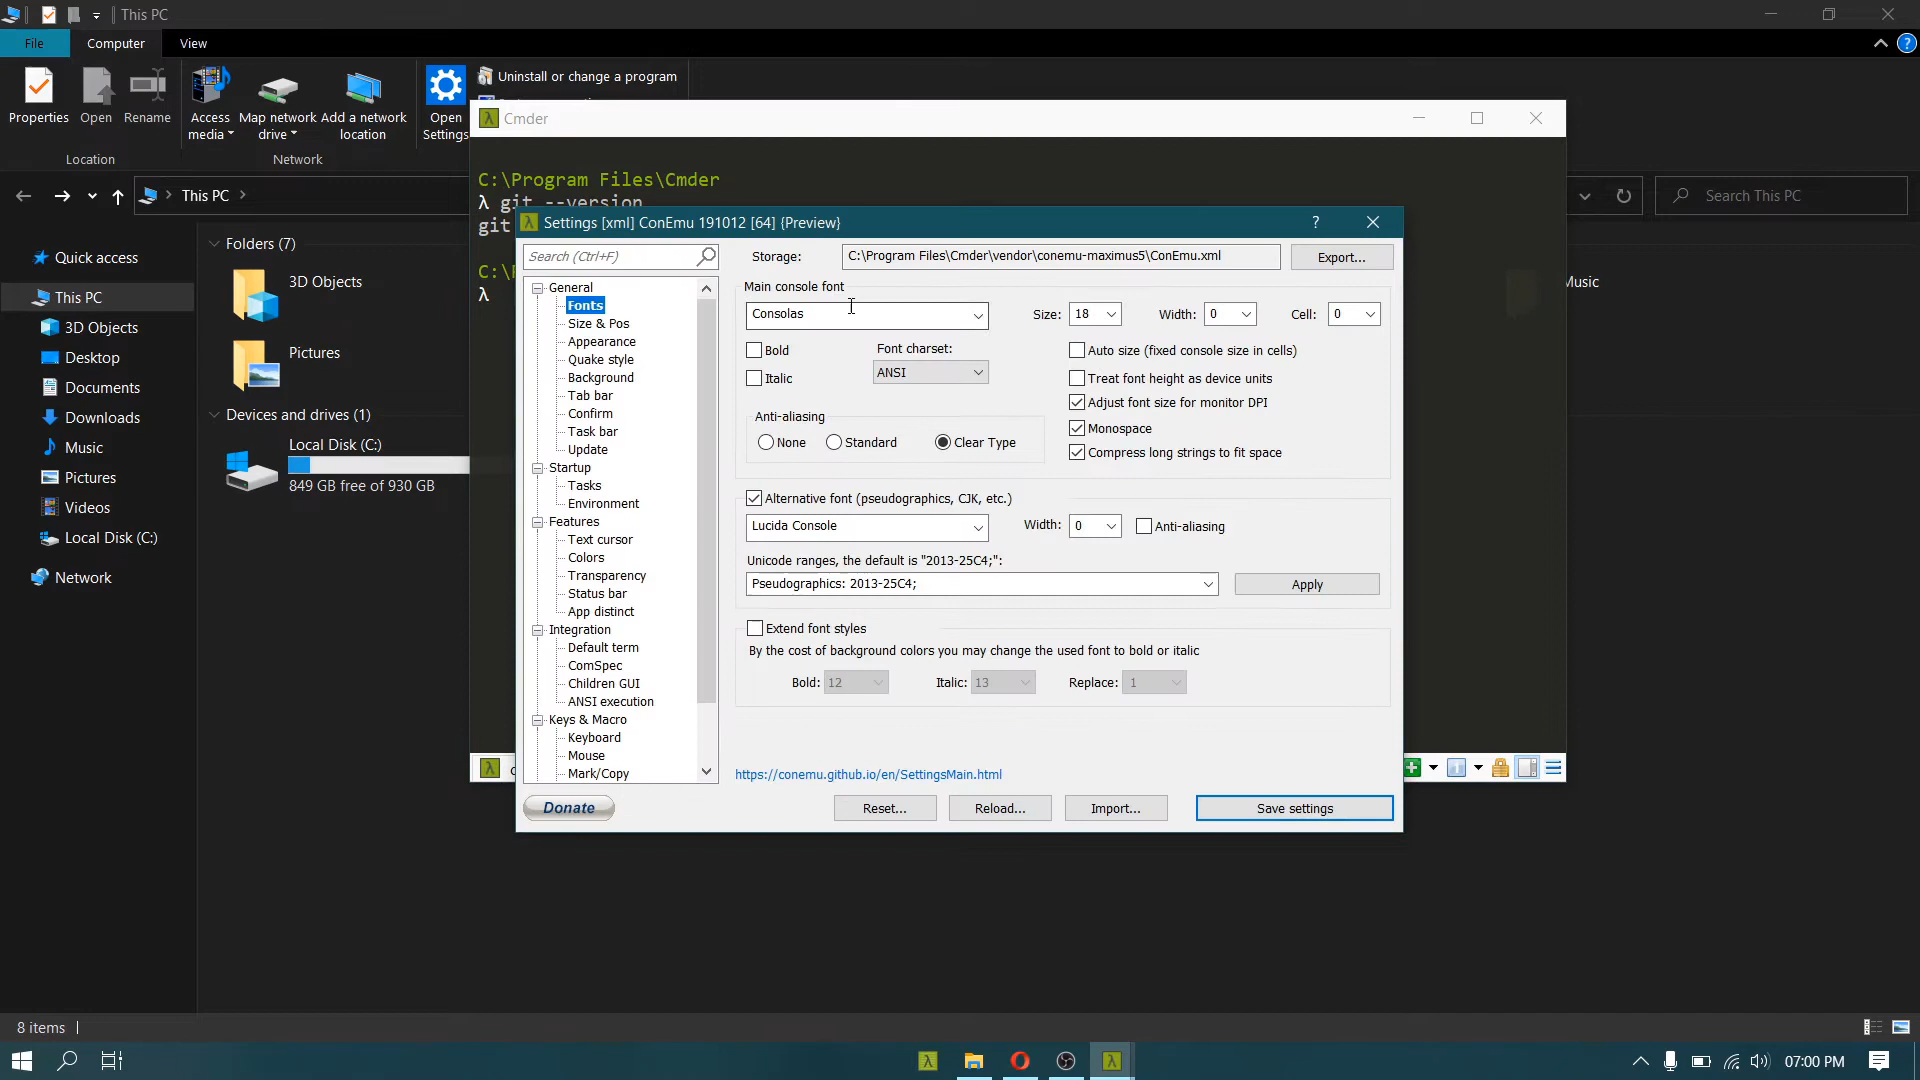 This PC
File
Computer
View
Properties
Open
Rename
Access media
Map network drive
Add a network location
Open Settings
Uninstall or change a program
Location
Network
This PC
Search This PC
Quick access
This PC
3D Objects
Desktop
Documents
Downloads
Music
Pictures
Videos
Local Disk (C:)
Network
Folders (7)
3D Objects
Pictures
Devices and drives (1)
Local Disk (C:)
849 GB free of 930 GB
Music
8 items
Cmder
C:\Program Files\Cmder
λ git --version
git
C:\
λ
Settings [xml] ConEmu 191012 [64] {Preview}
?
Search (Ctrl+F)
General
Fonts
Size & Pos
Appearance
Quake style
Background
Tab bar
Confirm
Task bar
Update
Startup
Tasks
Environment
Features
Text cursor
Colors
Transparency
Status bar
App distinct
Integration
Default term
ComSpec
Children GUI
ANSI execution
Keys & Macro
Keyboard
Mouse
Mark/Copy
Storage: C:\Program Files\Cmder\vendor\conemu-maximus5\ConEmu.xml Export...
Main console font
Consolas Size: 18 Width: 0 Cell: 0
Bold Font charset: Auto size (fixed console size in cells)
Italic ANSI Treat font height as device units
Adjust font size for monitor DPI
Anti-aliasing
None Standard Clear Type
Monospace
Compress long strings to fit space
Alternative font (pseudographics, CJK, etc.)
Lucida Console Width: 0 Anti-aliasing
Unicode ranges, the default is "2013-25C4;":
Pseudographics: 2013-25C4; Apply
Extend font styles
By the cost of background colors you may change the used font to bold or italic
Bold: 12 Italic: 13 Replace: 1
https://conemu.github.io/en/SettingsMain.html
Donate Reset... Reload... Import... Save settings
07:00 PM